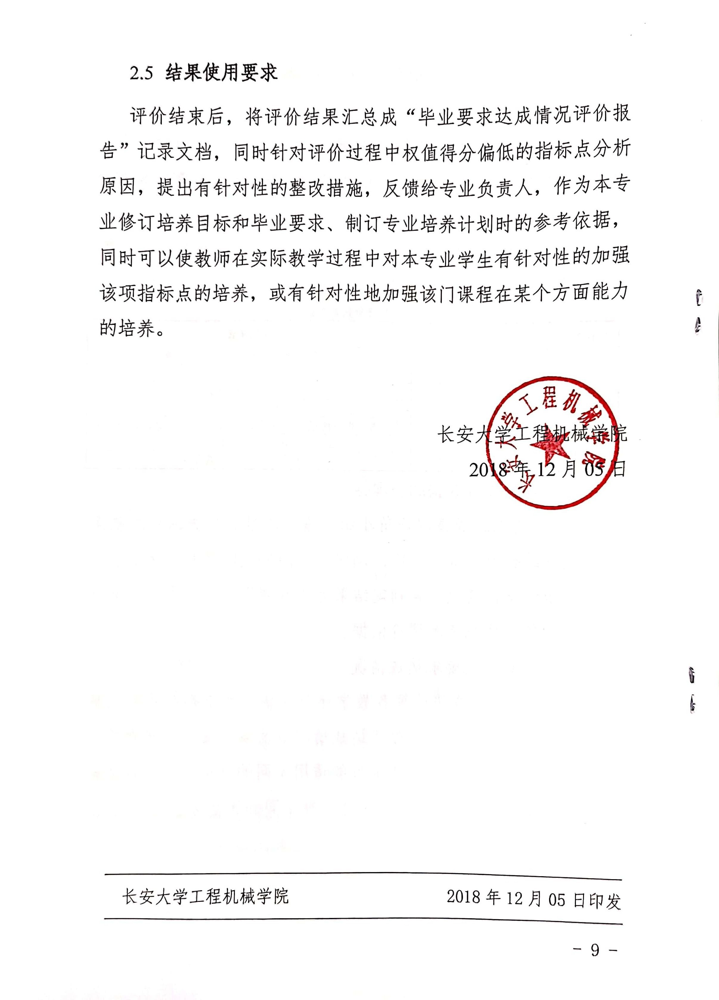 2.5 结果使用要求
评价结束后，将评价结果汇总成“毕业要求达成情况评价报
告”记录文档，同时针对评价过程中权值得分偏低的指标点分析
原因，提出有针对性的整改措施，反馈给专业负责人，作为本专
业修订培养目标和毕业要求、制订专业培养计划时的参考依据，
同时可以使教师在实际教学过程中对本专业学生有针对性的加强
该项指标点的培养，或有针对性地加强该门课程在某个方面能力
的培养。
长安大学工程机械学院
长安大学工程机械学院
2018 年 12 月 05 日
长安大学工程机械学院 2018 年 12 月 05 日印发
- 9 -